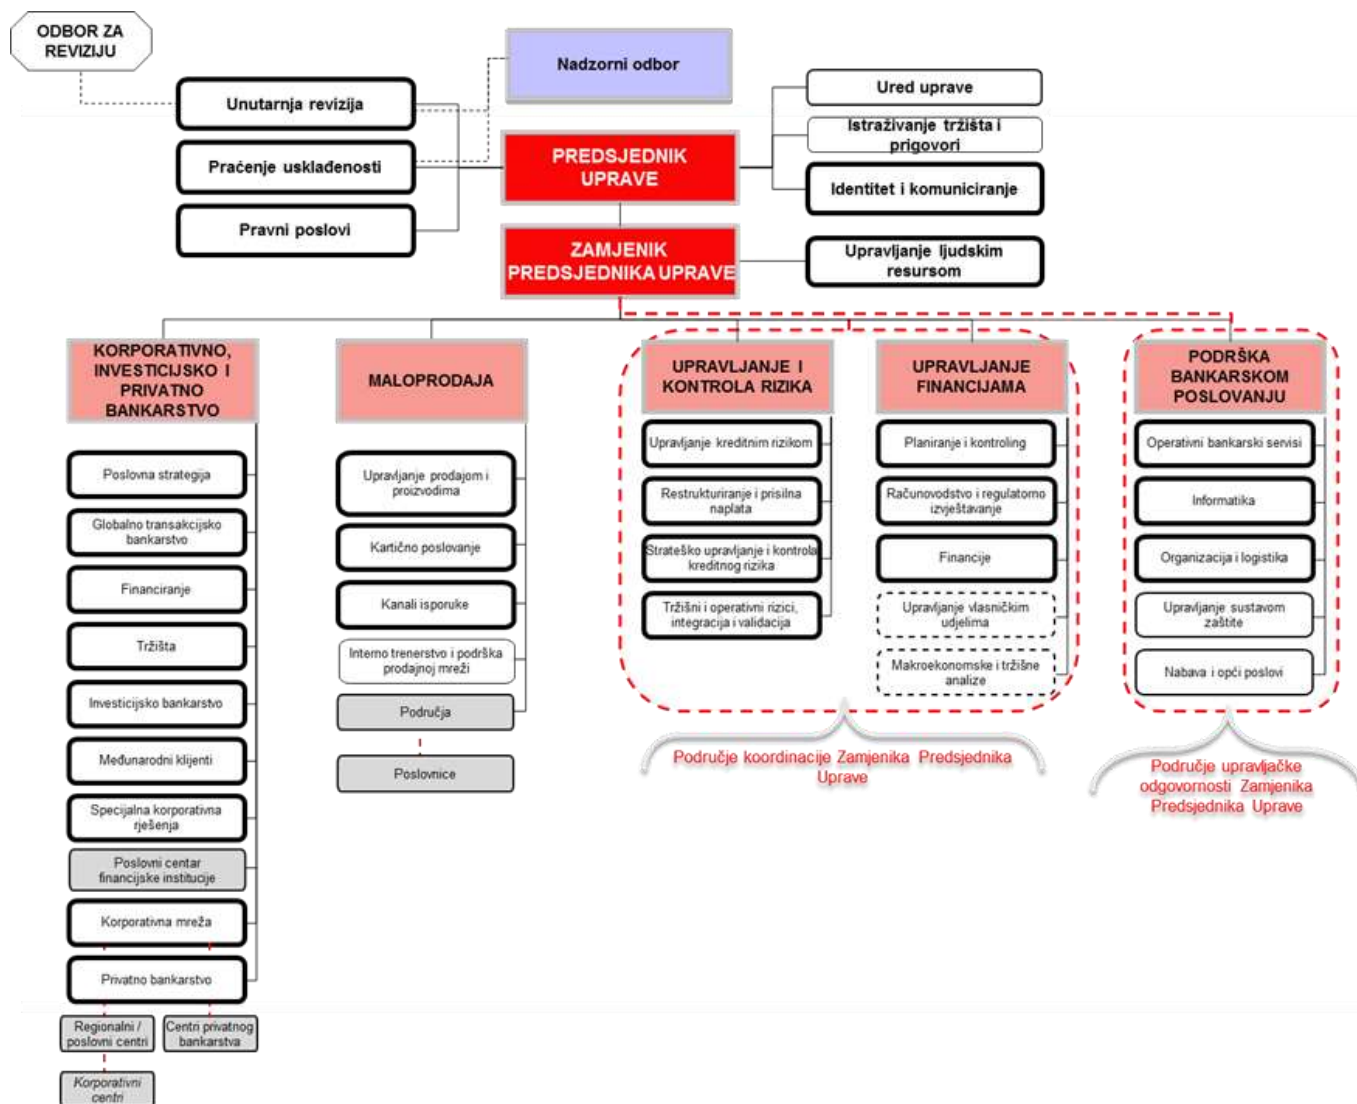 ODBOR ZA
REVIZIJU
Nadzorni odbor
Unutarnja revizija
Praćenje usklađenosti
Pravni poslovi
PREDSJEDNIK
UPRAVE
Ured uprave
Istraživanje tržišta i
prigovori
Identitet i komuniciranje
ZAMJENIK
PREDSJEDNIKA UPRAVE
Upravljanje ljudskim
resursom
KORPORATIVNO,
INVESTICIJSKO I
PRIVATNO
BANKARSTVO
Poslovna strategija
Globalno transakcijsko
bankarstvo
Financiranje
Tržišta
Investicijsko bankarstvo
Međunarodni klijenti
Specijalna korporativna
rješenja
Poslovni centar
financijske institucije
Korporativna mreža
Privatno bankarstvo
Regionalni /
poslovni centri
Centri privatnog
bankarstva
Korporativni
centri
MALOPRODAJA
Upravljanje prodajom i
proizvodima
Kartično poslovanje
Kanali isporuke
Interno trenerstvo i podrška
prodajnoj mreži
Područja
Poslovnice
UPRAVLJANJE I
KONTROLA RIZIKA
Upravljanje kreditnim rizikom
Restrukturiranje i prisilna
naplata
Strateško upravljanje i kontrola
kreditnog rizika
Tržišni i operativni rizici,
integracija i validacija
UPRAVLJANJE
FINANCIJAMA
Planiranje i kontroling
Računovodstvo i regulatorno
izvještavanje
Financije
Upravljanje vlasničkim
udjelima
Makroekonomske i tržišne
analize
Područje koordinacije Zamjenika Predsjednika
Uprave
PODRŠKA
BANKARSKOM
POSLOVANJU
Operativni bankarski servisi
Informatika
Organizacija i logistika
Upravljanje sustavom
zaštite
Nabava i opći poslovi
Područje upravljačke
odgovornosti Zamjenika
Predsjednika Uprave